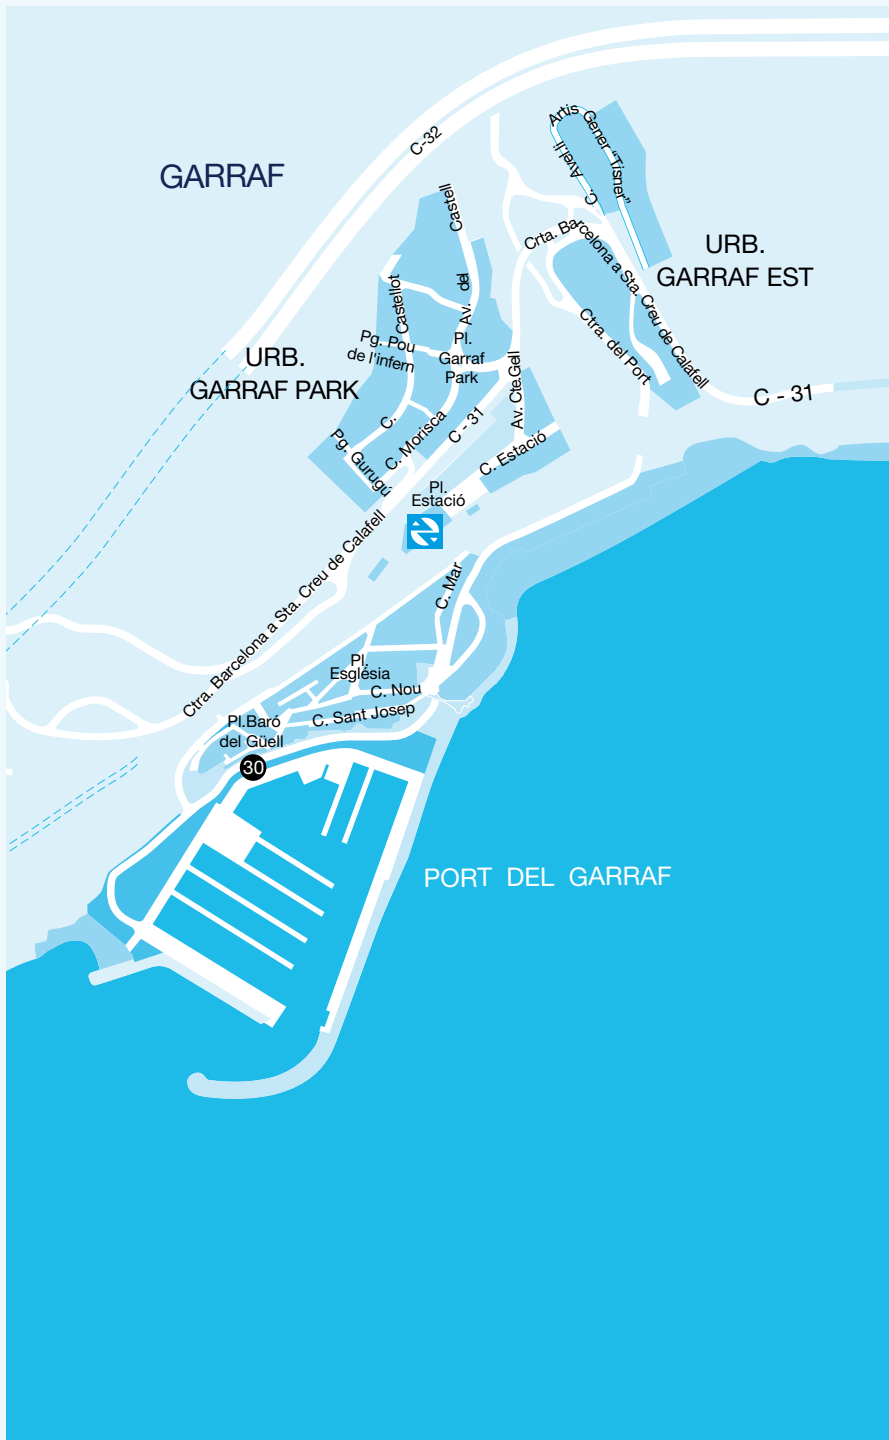 C-32
GARRAF
Artis Gener "Tisner"
C. Avel.lí
URB.
GARRAF EST
Crta. Barcelona a Sta. Creu de Calafell
Av. del Castell
C. Castellot
Pg. Pou
de l'infern
Pl.
Garraf
Park
Ctra. del Port
URB.
GARRAF PARK
C - 31
Av. Cte.Gell
C - 31
C. Morisca
Pg. Gurugú
C. Estació
Pl.
Estació
Ctra. Barcelona a Sta. Creu de Calafell
C. Mar
Pl.
Església
C. Nou
C. Sant Josep
Pl.Baró
del Güell
30
PORT DEL GARRAF